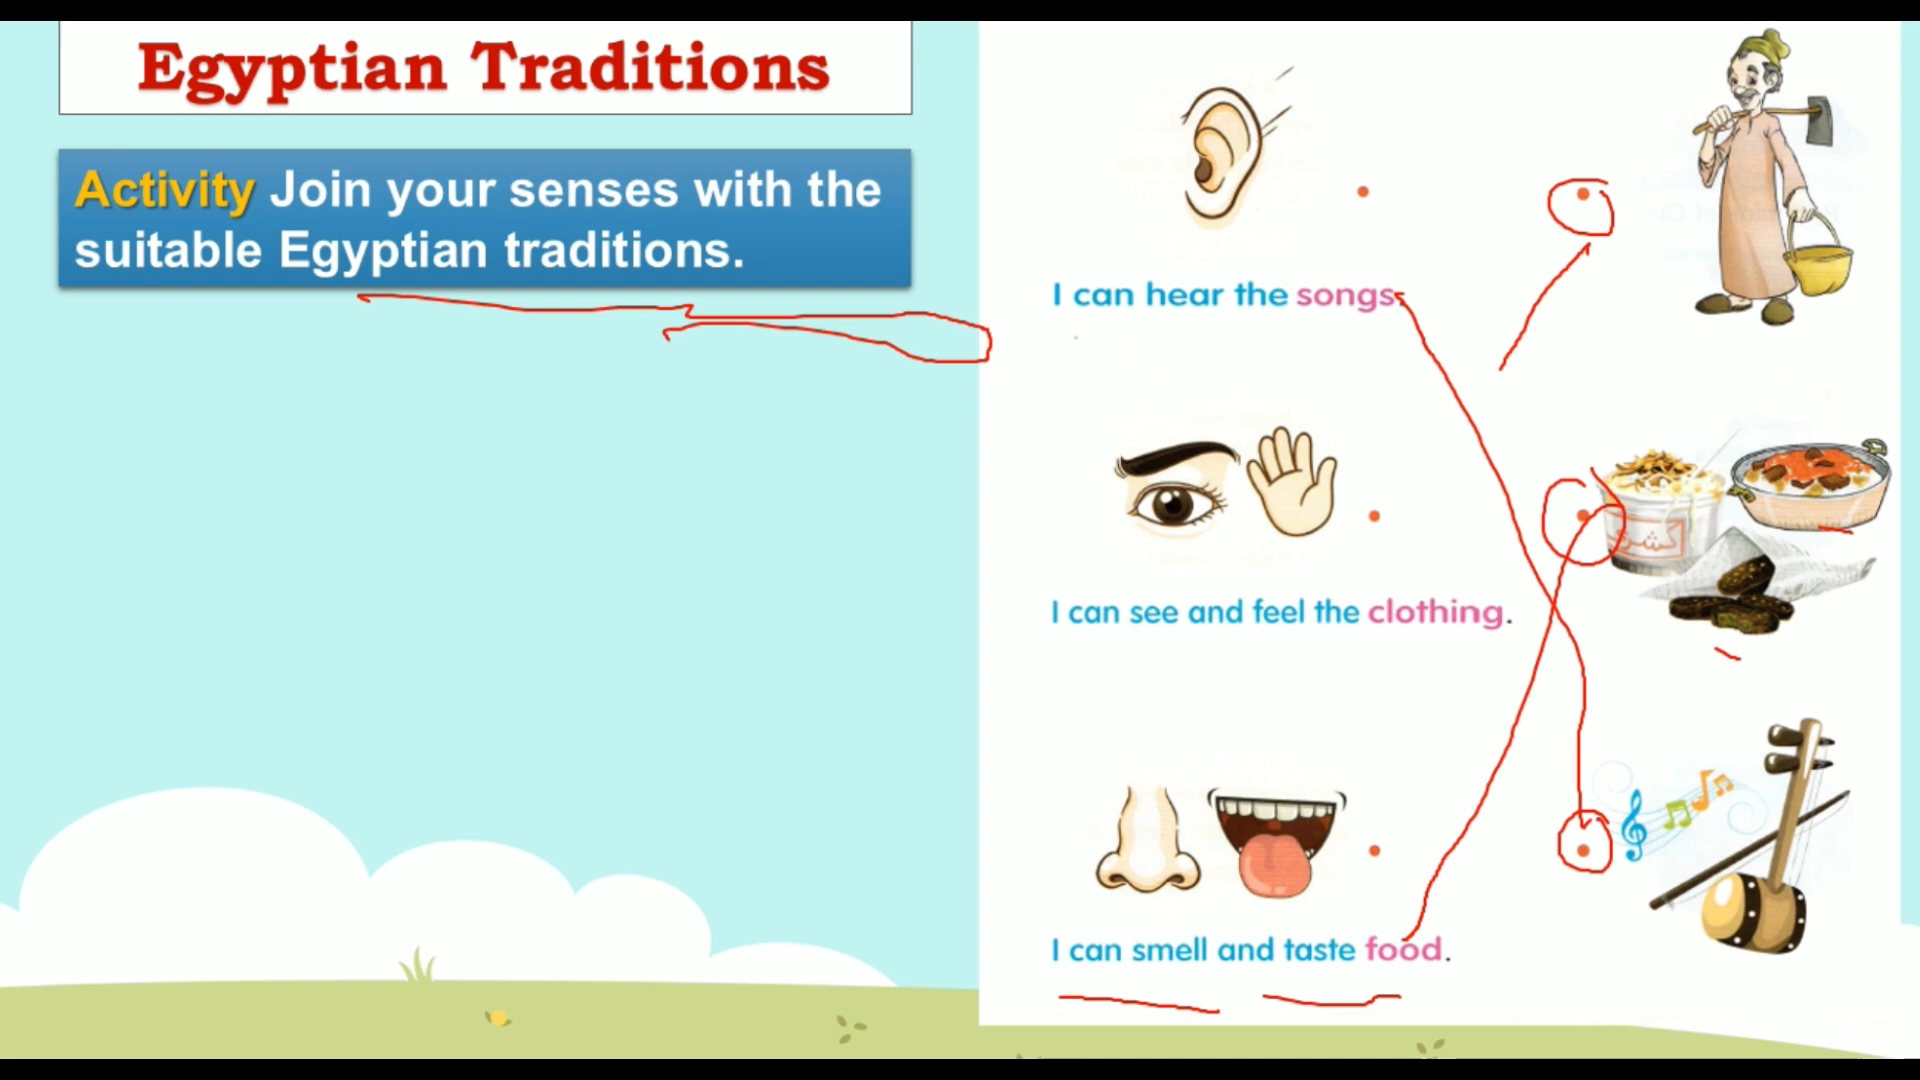 Egyptian Traditions
Activity Join your senses with the
suitable Egyptian traditions.
I can hear the songs.
I can see and feel the clothing.
كشرى
I can smell and taste food.